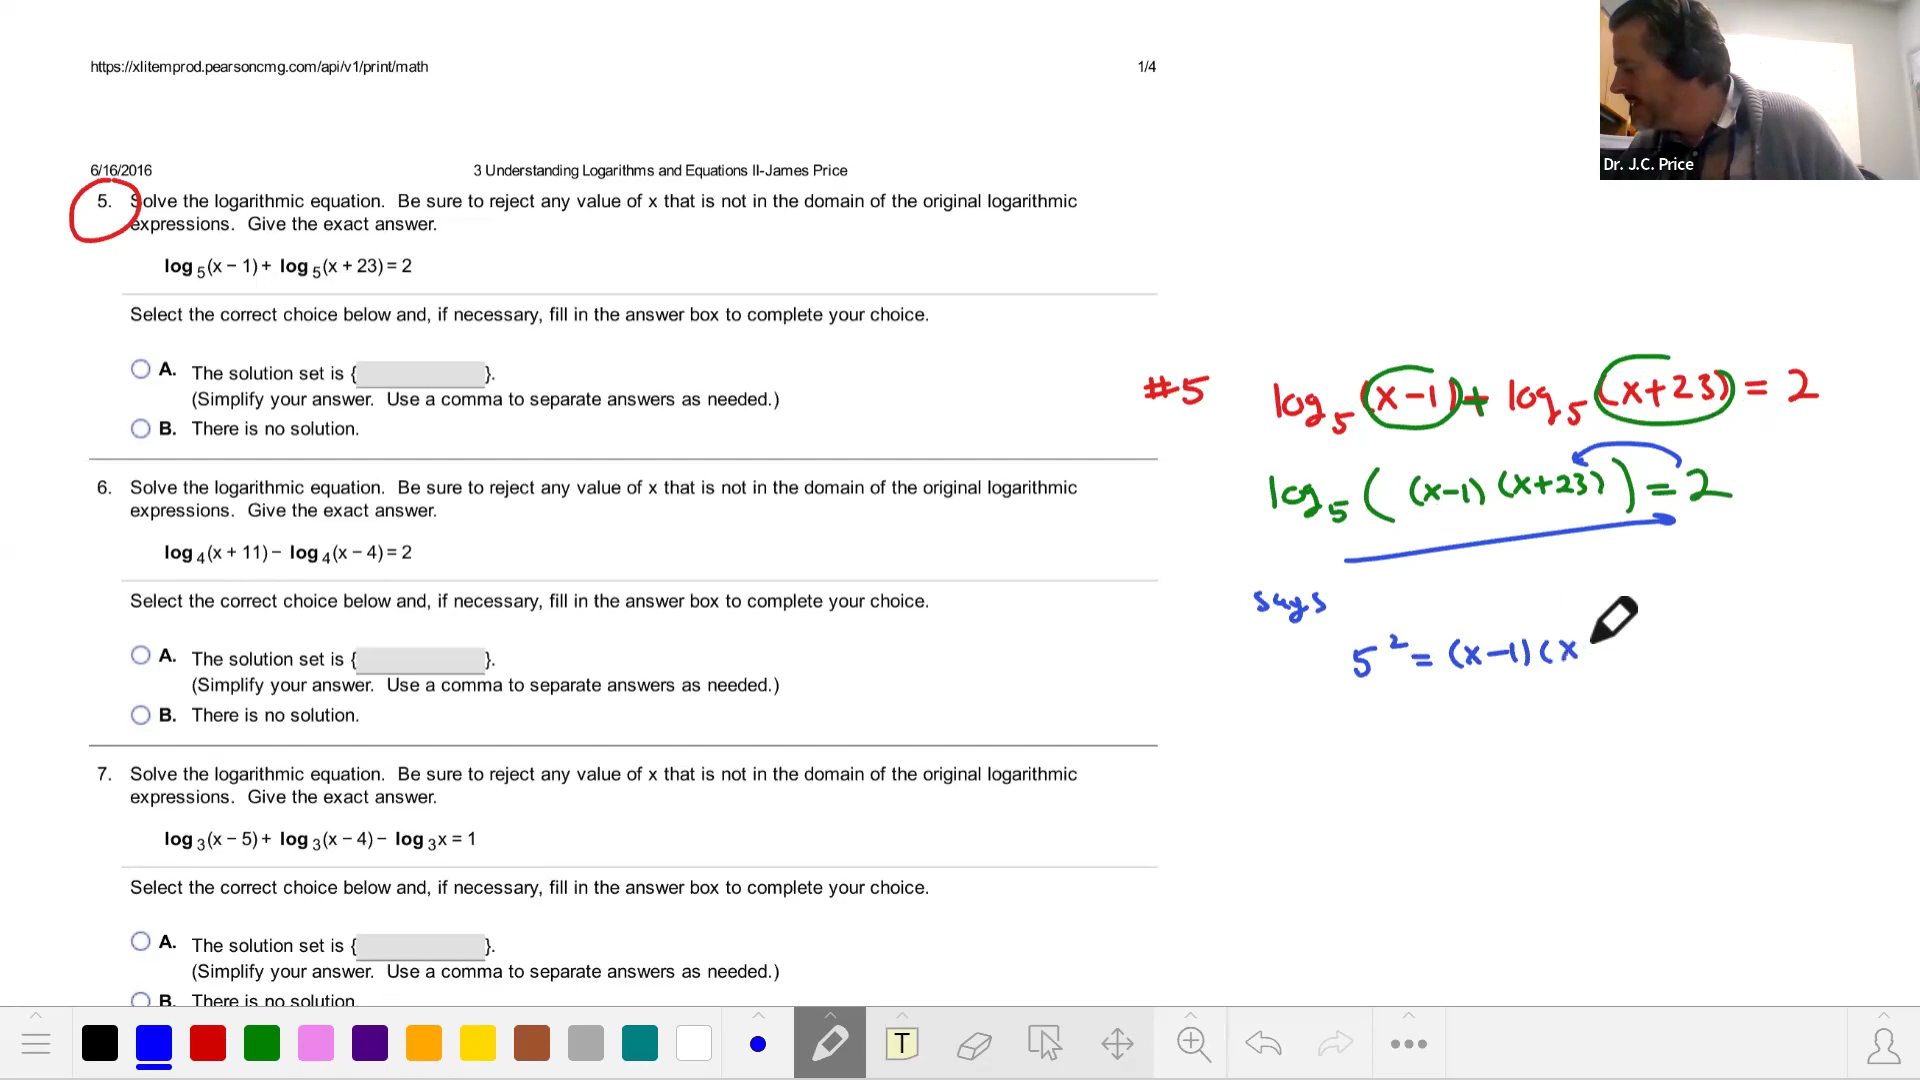 https://xlitemprod.pearsoncmg.com/api/v1/print/math 1/4
Dr. J.C. Price
6/16/2016 3 Understanding Logarithms and Equations II-James Price
5. Solve the logarithmic equation. Be sure to reject any value of x that is not in the domain of the original logarithmic
expressions. Give the exact answer.
log ₅(x − 1) + log ₅(x + 23) = 2
Select the correct choice below and, if necessary, fill in the answer box to complete your choice.
A. The solution set is { }.
(Simplify your answer. Use a comma to separate answers as needed.)
B. There is no solution.
6. Solve the logarithmic equation. Be sure to reject any value of x that is not in the domain of the original logarithmic
expressions. Give the exact answer.
log ₄(x + 11) − log ₄(x − 4) = 2
Select the correct choice below and, if necessary, fill in the answer box to complete your choice.
A. The solution set is { }.
(Simplify your answer. Use a comma to separate answers as needed.)
B. There is no solution.
7. Solve the logarithmic equation. Be sure to reject any value of x that is not in the domain of the original logarithmic
expressions. Give the exact answer.
log ₃(x − 5) + log ₃(x − 4) − log ₃x = 1
Select the correct choice below and, if necessary, fill in the answer box to complete your choice.
A. The solution set is { }.
(Simplify your answer. Use a comma to separate answers as needed.)
B. There is no solution.
#5 log₅(x−1) + log₅(x+23) = 2
log₅((x−1)(x+23)) = 2
says
5² = (x−1)(x
T